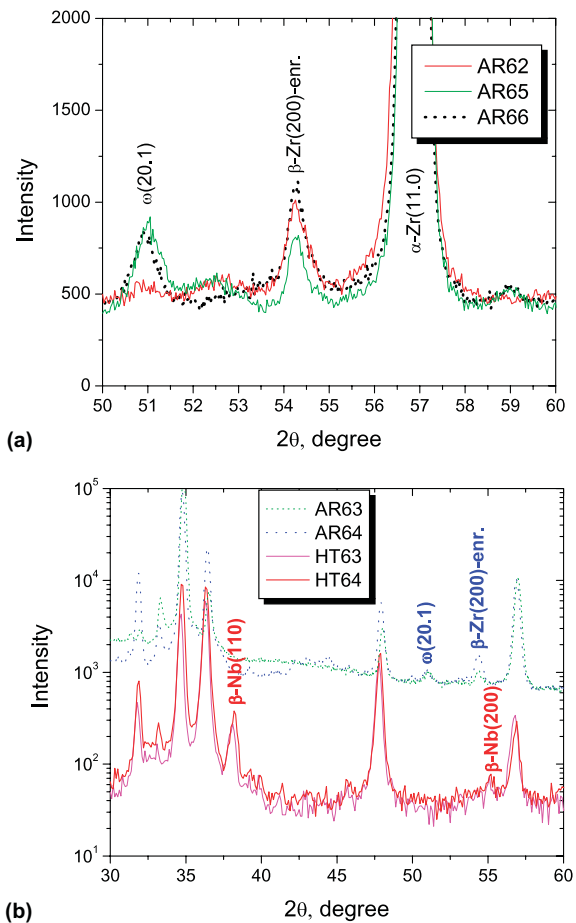 2000
1500
1000
500
0
Intensity
ω(20.1)
β-Zr(200)-enr.
α-Zr(11.0)
AR62
AR65
AR66
50 51 52 53 54 55 56 57 58 59 60
2θ, degree
(a)
10^5
10^4
10^3
10^2
10^1
Intensity
AR63
AR64
HT63
HT64
β-Nb(110)
ω(20.1)
β-Zr(200)-enr.
β-Nb(200)
30 35 40 45 50 55 60
2θ, degree
(b)